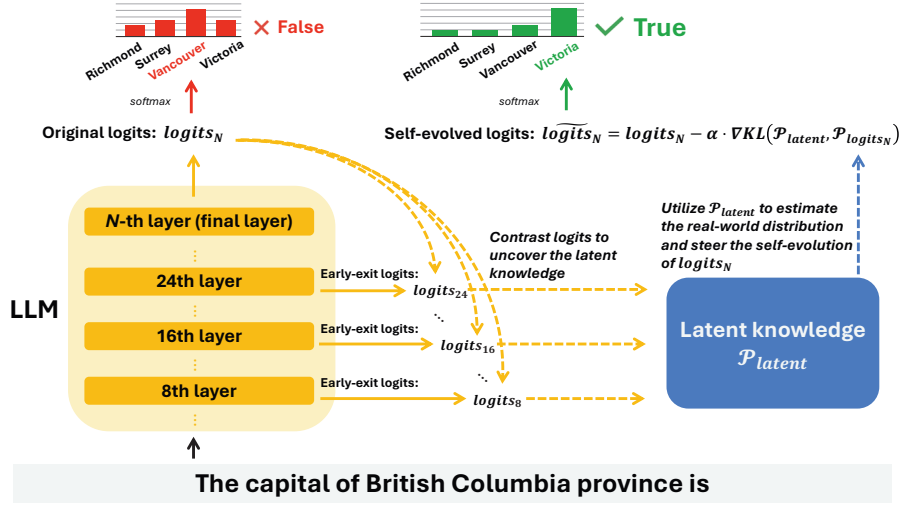 Richmond
Surrey
Vancouver
Victoria
False
Richmond
Surrey
Vancouver
Victoria
True
softmax
softmax
Original logits: logits_N
Self-evolved logits: \widetilde{logits}_N = logits_N − α · ∇KL(𝒫_latent, 𝒫_logits_N)
N-th layer (final layer)
⋮
24th layer
⋮
16th layer
⋮
8th layer
⋮
LLM
Early-exit logits:
logits_24
⋱
Early-exit logits:
logits_16
⋱
Early-exit logits:
logits_8
Contrast logits to
uncover the latent
knowledge
Utilize 𝒫_latent to estimate
the real-world distribution
and steer the self-evolution
of logits_N
Latent knowledge
𝒫_latent
The capital of British Columbia province is